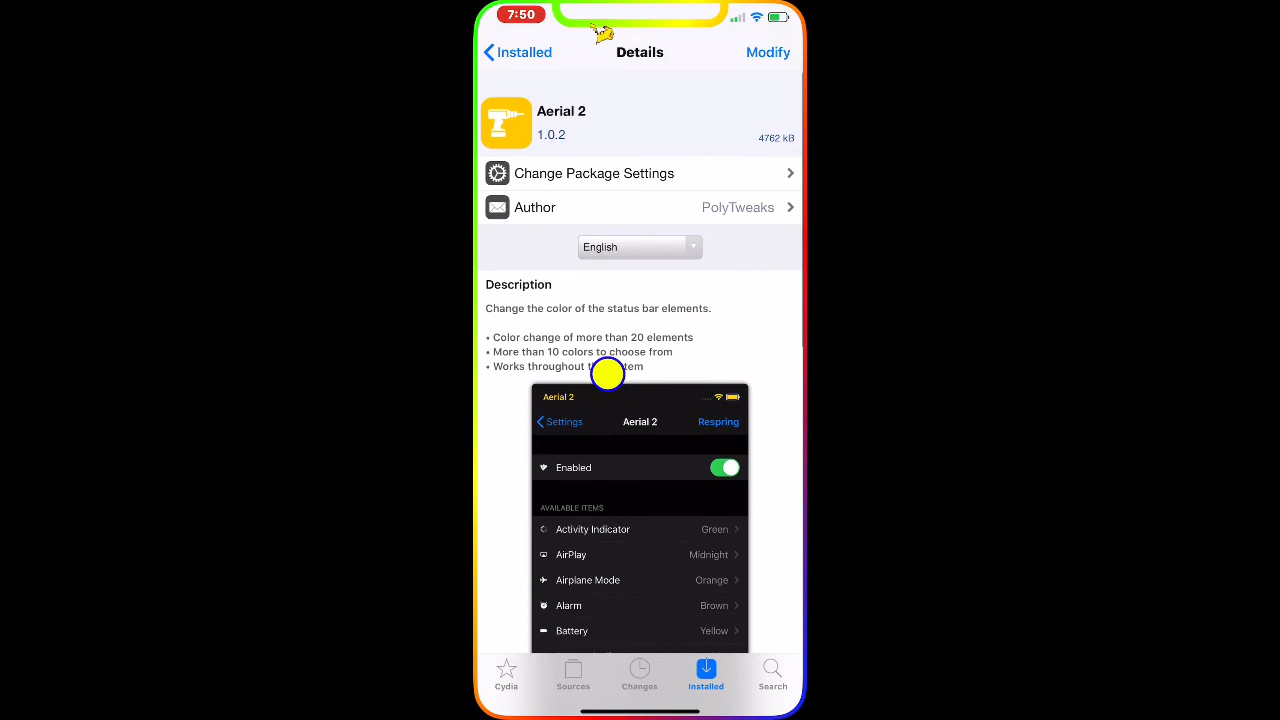 7:50
Installed
Details
Modify
Aerial 2
1.0.2
4762 kB
Change Package Settings
Author
PolyTweaks
English
Description
Change the color of the status bar elements.
• Color change of more than 20 elements
• More than 10 colors to choose from
• Works throughout
Aerial 2
Settings
Aerial 2
Respring
Enabled
AVAILABLE ITEMS
Activity Indicator
Green
AirPlay
Midnight
Airplane Mode
Orange
Alarm
Brown
Battery
Yellow
Cydia
Sources
Changes
Installed
Search